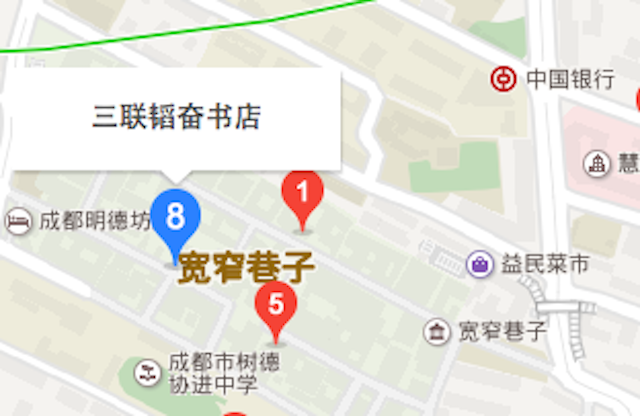 中国银行
三联韬奋书店
慧
1
8
成都明德坊
宽窄巷子
益民菜市
5
宽窄巷子
成都市树德
协进中学